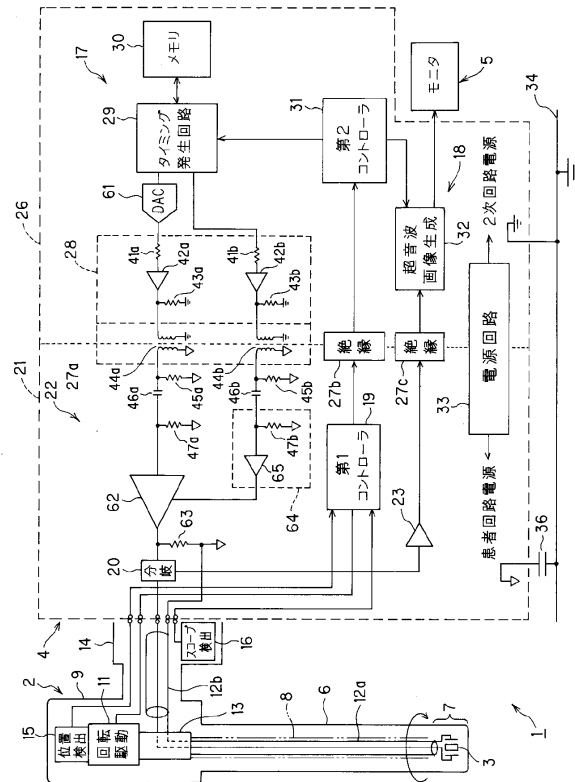 26
17
30
メモリ
29
タイミング
発生回路
61
DAC
31
第2
コントローラ
モニタ
5
34
18
超音波
画像生成
32
2次回路電源
28
41a
42a
43a
41b
42b
43b
44a
44b
27a
22
21
46a
45a
46b
45b
47a
47b
絶縁
27b
絶縁
27c
電源回路
33
患者回路電源
36
62
65
64
第1
コントローラ
19
23
63
20
分岐
4
14
スコープ
検出
16
2
9
11
15
位置
検出
回転
駆動
12b
13
6
8
12a
7
3
1